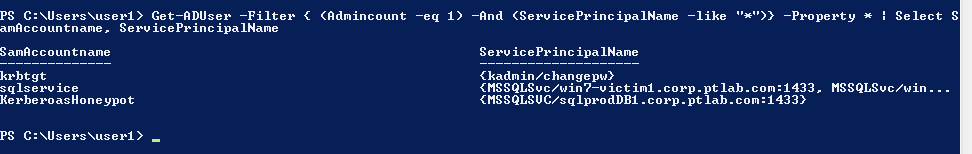 PS C:\Users\user1> Get-ADUser -Filter { (Admincount -eq 1) -And (ServicePrincipalName -like "*")} -Property * | Select S
amAccountname, ServicePrincipalName
SamAccountname ServicePrincipalName
-------------- --------------------
krbtgt {kadmin/changepw}
sqlservice {MSSQLSvc/win7-victim1.corp.ptlab.com:1433, MSSQLSvc/win...
KerberoasHoneypot {MSSQLSVC/sqlprodDB1.corp.ptlab.com:1433}
PS C:\Users\user1> _